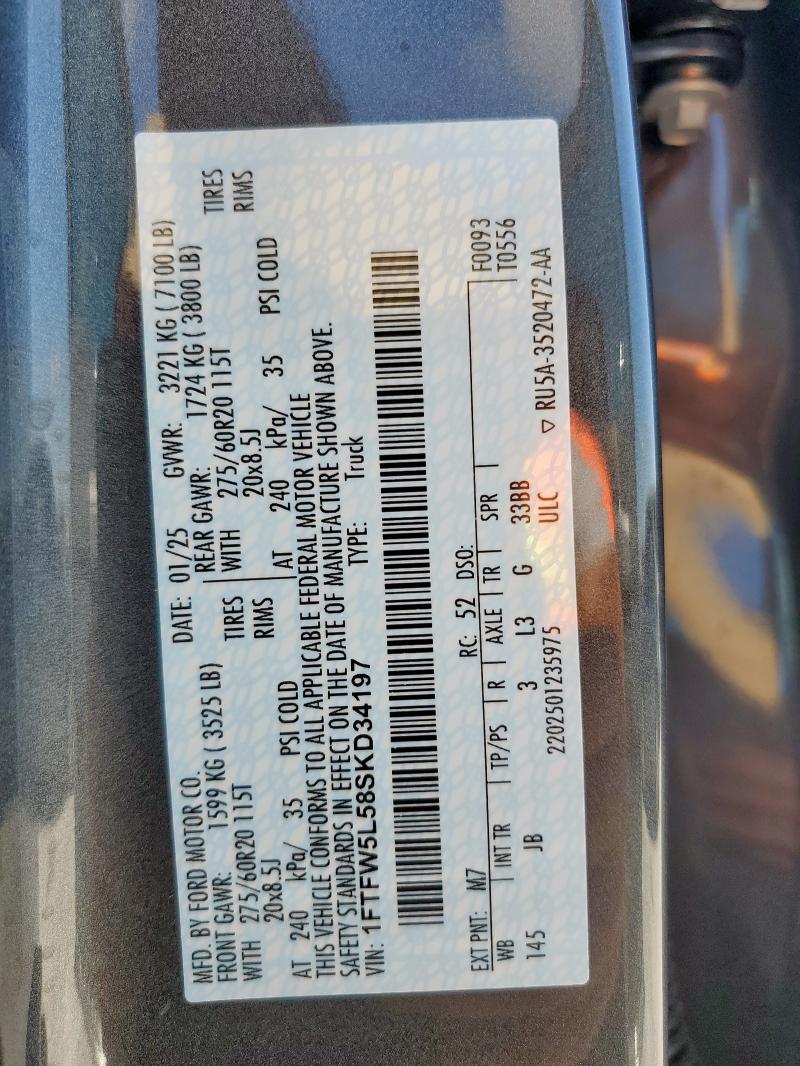 MFD. BY FORD MOTOR CO.
DATE: 01/25 GVWR: 3221 KG ( 7100 LB)
FRONT GAWR: 1599 KG ( 3525 LB) REAR GAWR: 1724 KG ( 3800 LB)
WITH 275/60R20 115T TIRES WITH 275/60R20 115T TIRES
20x8.5J RIMS 20x8.5J RIMS
AT 240 kPa/ 35 PSI COLD AT 240 kPa/ 35 PSI COLD
THIS VEHICLE CONFORMS TO ALL APPLICABLE FEDERAL MOTOR VEHICLE
SAFETY STANDARDS IN EFFECT ON THE DATE OF MANUFACTURE SHOWN ABOVE.
VIN: 1FTFW5L58SKD34197 TYPE: Truck
EXT PNT: M7 RC: 52 DSO: F0093
WB INT TR TP/PS R AXLE TR SPR T0556
145 JB 3 L3 G 33BB
ULC
2202501235975 ▽ RU5A-3520472-AA